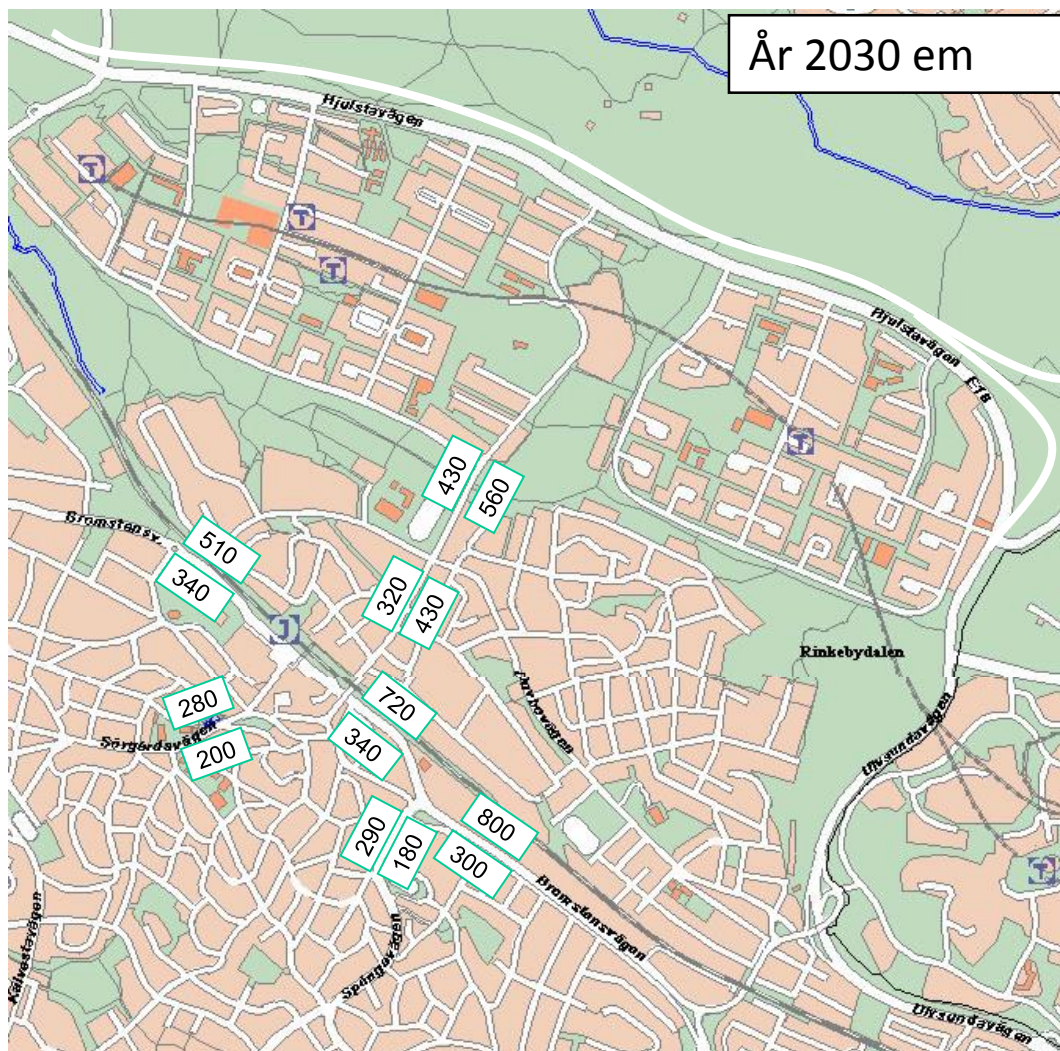 År 2030 em
Hjulstavägen
T
T
T
Hjulstavägen E18
T
430
560
Bromstensv.
510
340
320
430
J
Rinkebydalen
280
Sörgårdsvägen
200
720
340
Duvbovägen
Ulvsundavägen
800
290
180
300
T
Bromstensvägen
Spångavägen
Kälvestavägen
Ulvsundavägen